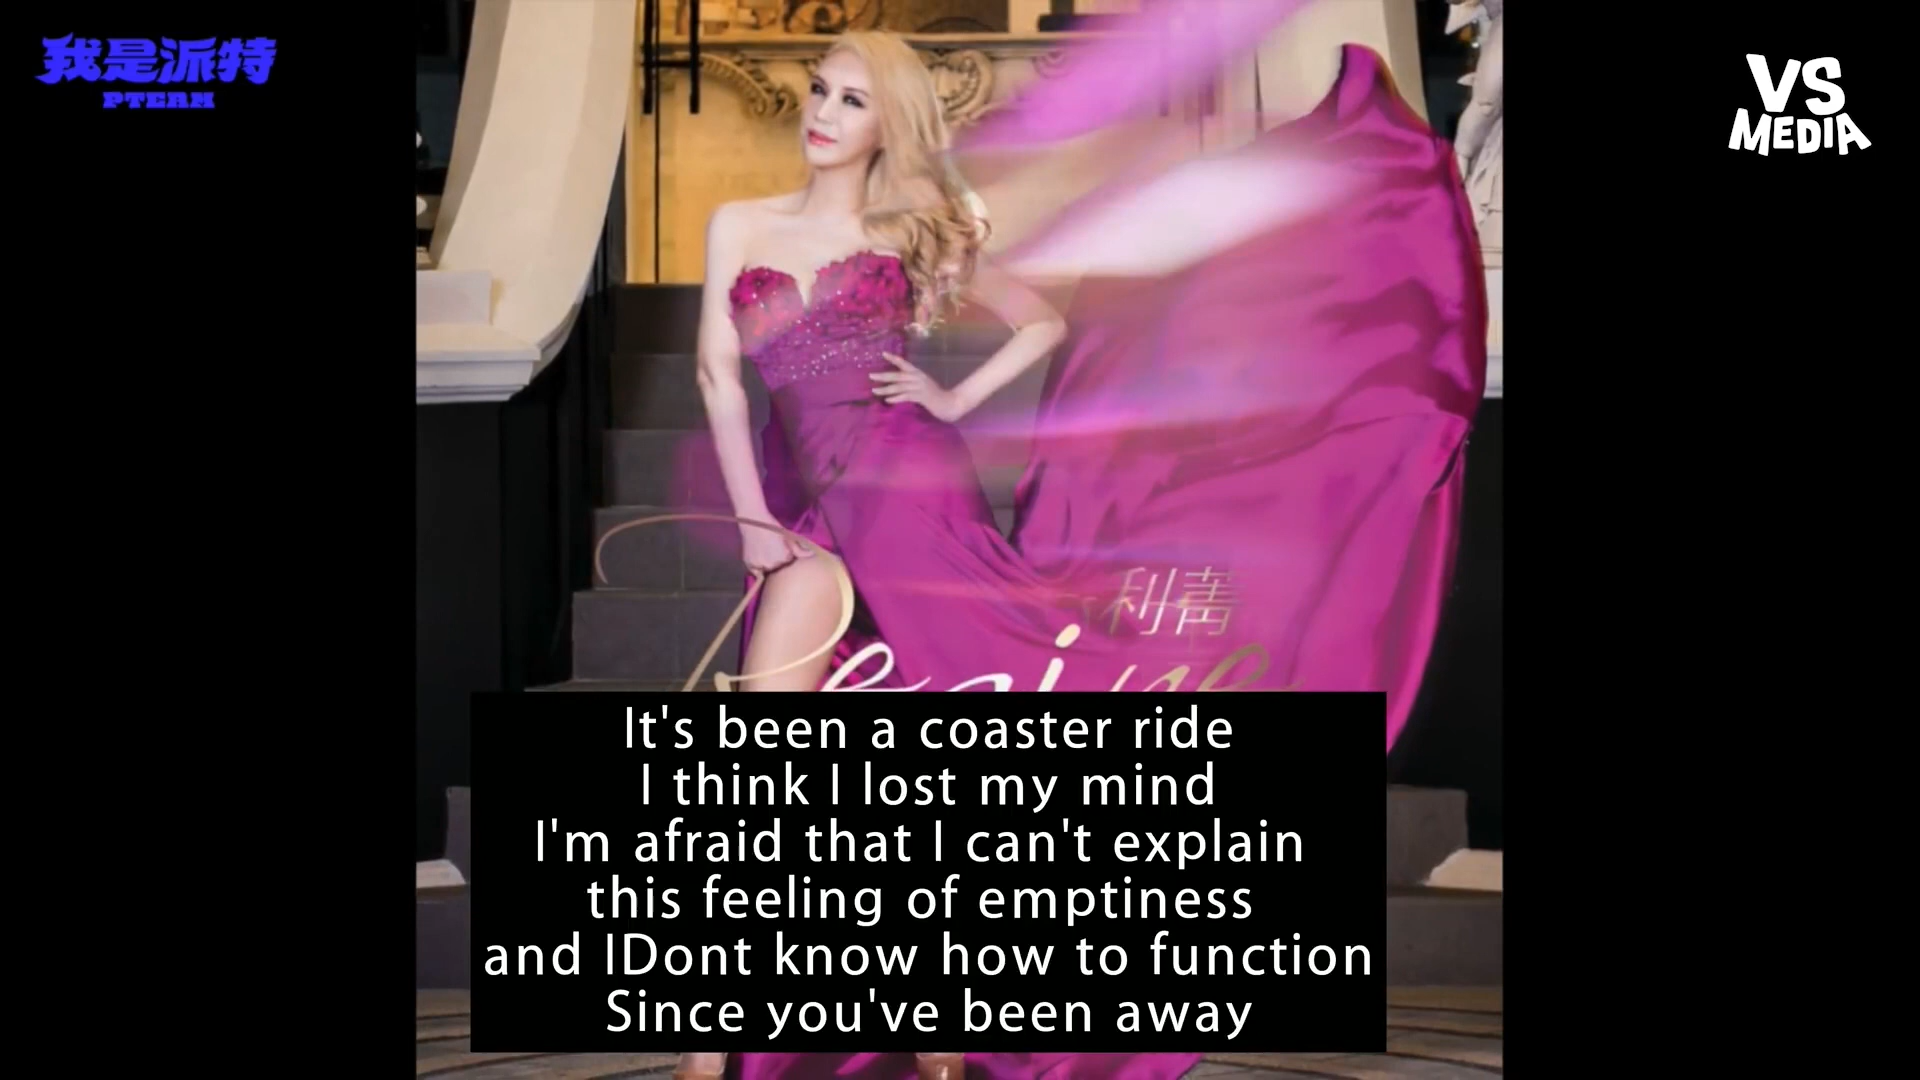 我是派特
PTERM
VS
MEDIA
利菁
It's been a coaster ride
I think I lost my mind
I'm afraid that I can't explain
this feeling of emptiness
and IDont know how to function
Since you've been away